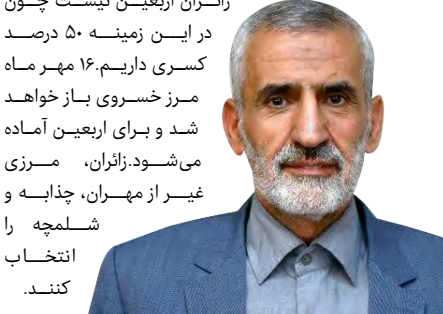 زائران اربعین نیست چون
در این زمینه ۵۰ درصد
کسری داریم.۱۶ مهر ماه
مرز خسروی باز خواهد
شد و برای اربعین آماده
می‌شود.زائران، مرزی
غیر از مهران، چذابه و
شلمچه را
انتخاب
کنند.